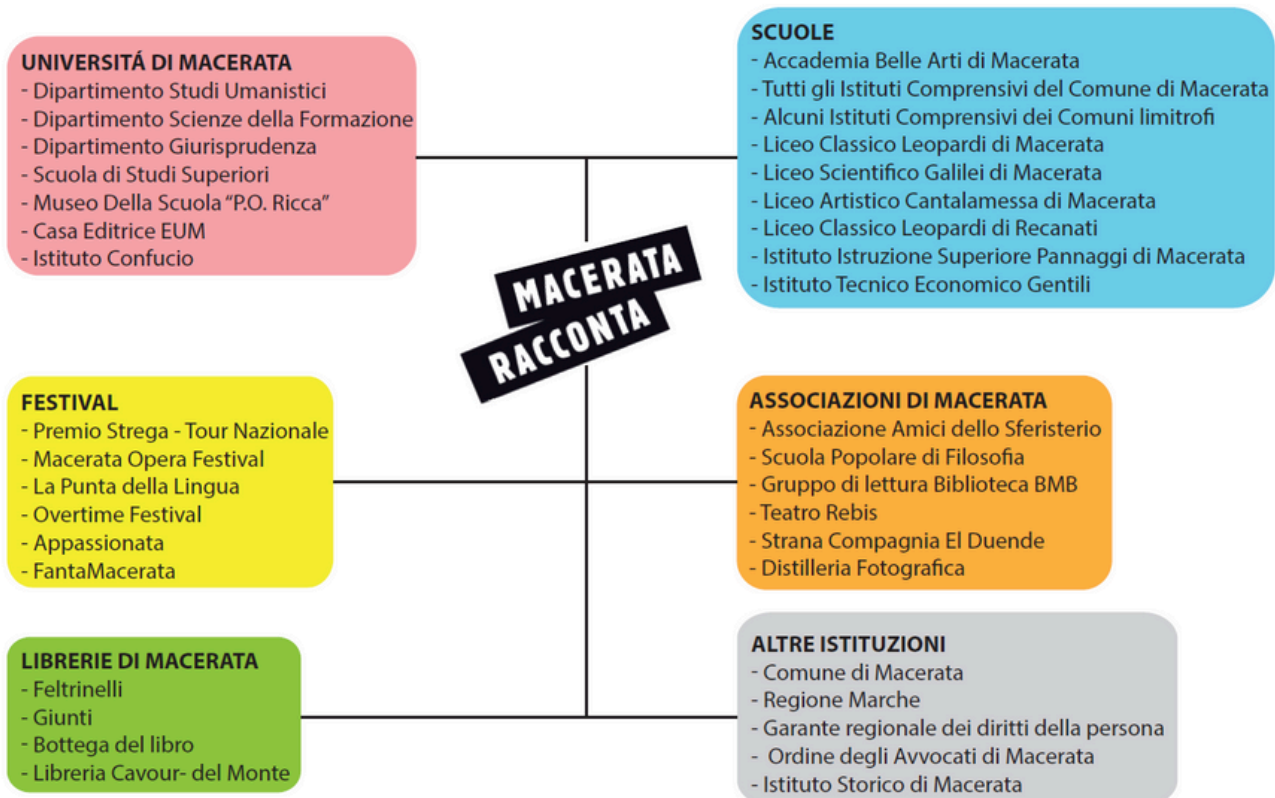 UNIVERSITÁ DI MACERATA
- Dipartimento Studi Umanistici
- Dipartimento Scienze della Formazione
- Dipartimento Giurisprudenza
- Scuola di Studi Superiori
- Museo Della Scuola “P.O. Ricca”
- Casa Editrice EUM
- Istituto Confucio
SCUOLE
- Accademia Belle Arti di Macerata
- Tutti gli Istituti Comprensivi del Comune di Macerata
- Alcuni Istituti Comprensivi dei Comuni limitrofi
- Liceo Classico Leopardi di Macerata
- Liceo Scientifico Galilei di Macerata
- Liceo Artistico Cantalamessa di Macerata
- Liceo Classico Leopardi di Recanati
- Istituto Istruzione Superiore Pannaggi di Macerata
- Istituto Tecnico Economico Gentili
MACERATA
RACCONTA
FESTIVAL
- Premio Strega - Tour Nazionale
- Macerata Opera Festival
- La Punta della Lingua
- Overtime Festival
- Appassionata
- FantaMacerata
ASSOCIAZIONI DI MACERATA
- Associazione Amici dello Sferisterio
- Scuola Popolare di Filosofia
- Gruppo di lettura Biblioteca BMB
- Teatro Rebis
- Strana Compagnia El Duende
- Distilleria Fotografica
LIBRERIE DI MACERATA
- Feltrinelli
- Giunti
- Bottega del libro
- Libreria Cavour- del Monte
ALTRE ISTITUZIONI
- Comune di Macerata
- Regione Marche
- Garante regionale dei diritti della persona
- Ordine degli Avvocati di Macerata
- Istituto Storico di Macerata